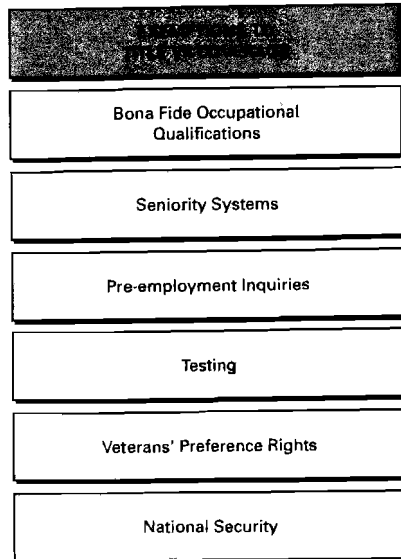 Bona Fide Occupational
Qualifications
Seniority Systems
Pre-employment Inquiries
Testing
Veterans' Preference Rights
National Security